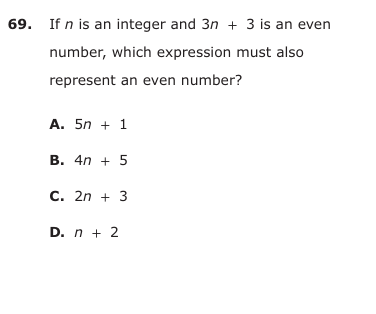 69. If n is an integer and 3n + 3 is an even
number, which expression must also
represent an even number?
A. 5n + 1
B. 4n + 5
C. 2n + 3
D. n + 2